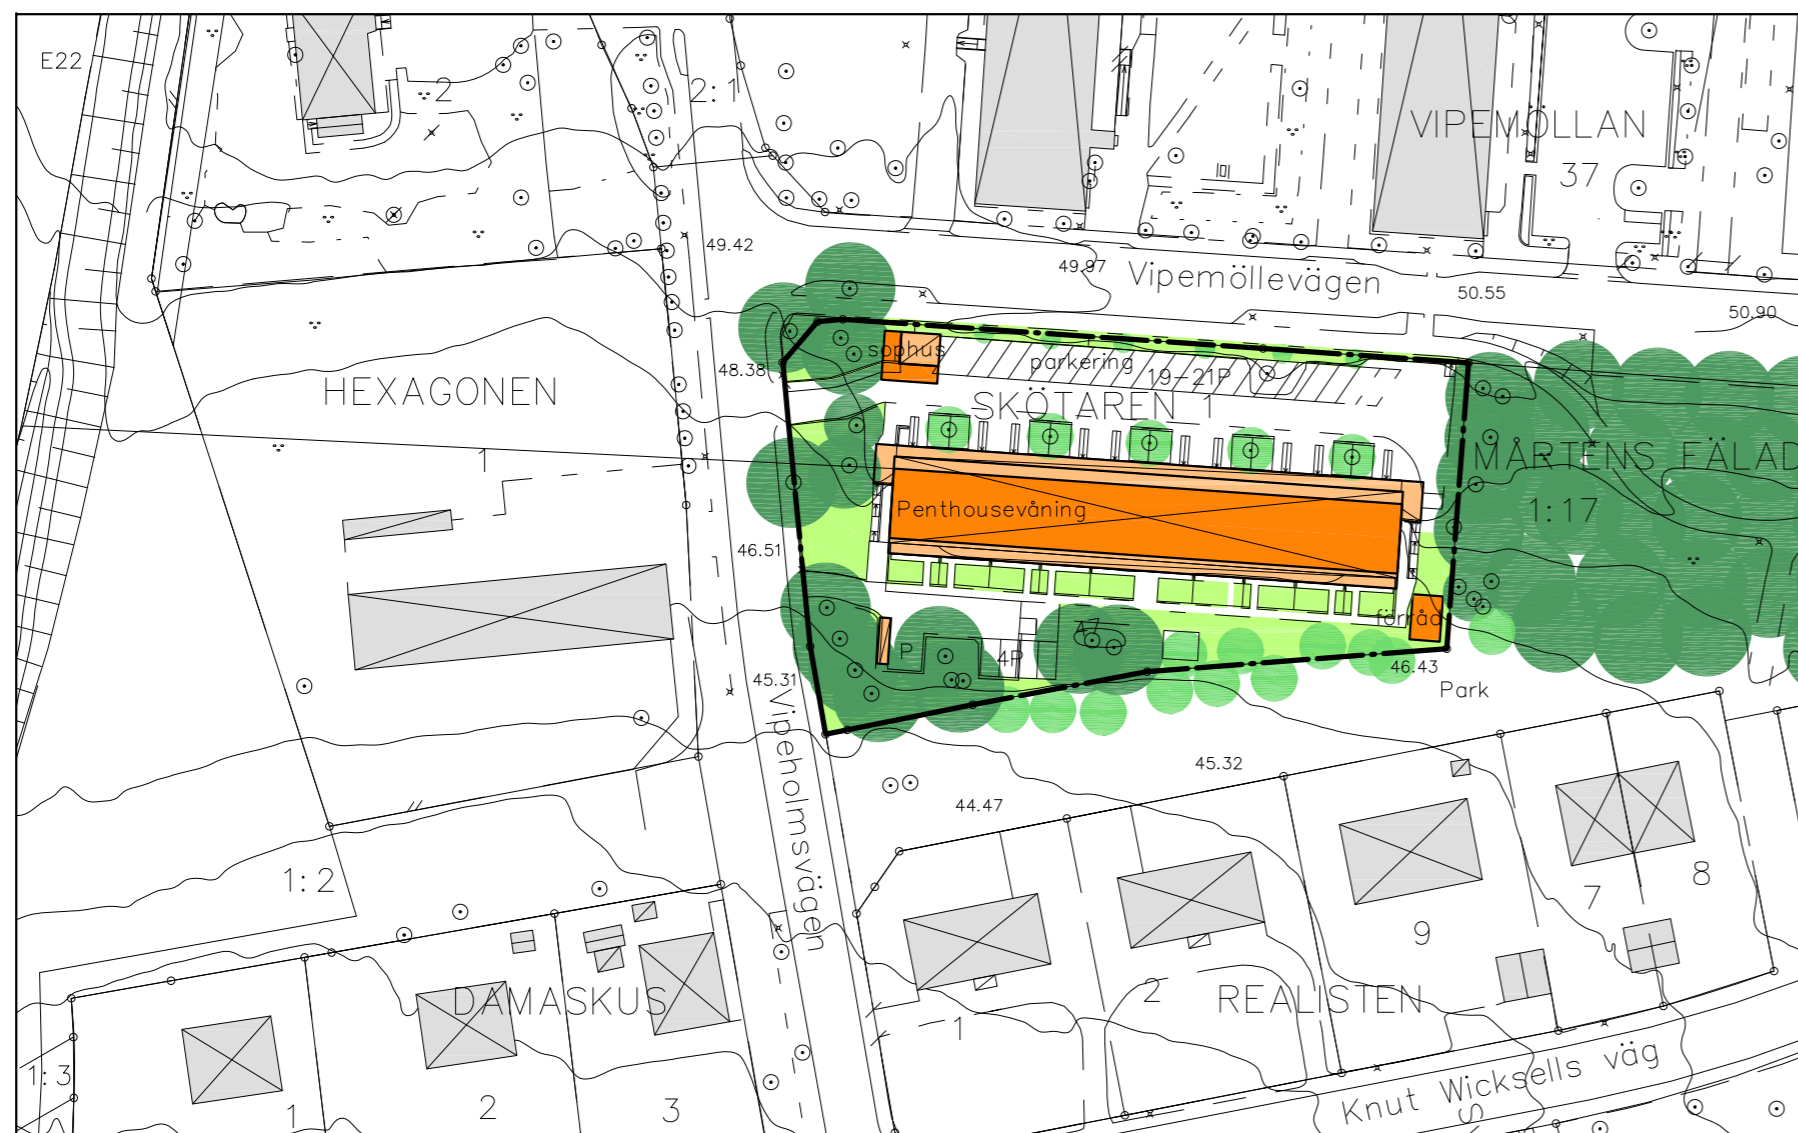 E22
2
2:1
VIPEMÖLLAN
37
49.42
49.97
Vipemöllevägen
50.55
50.90
48.38
sophus
parkering
19-21P
HEXAGONEN
SKÖTAREN 1
1
MÅRTENS FÄLAD
1:17
Penthousevåning
46.51
förråd
47
P
4P
46.43
45.31
Park
Vipeholmsvägen
45.32
44.47
1:2
8
7
9
DAMASKUS
2
REALISTEN
1
1:3
Knut Wicksells väg
1
2
3
S